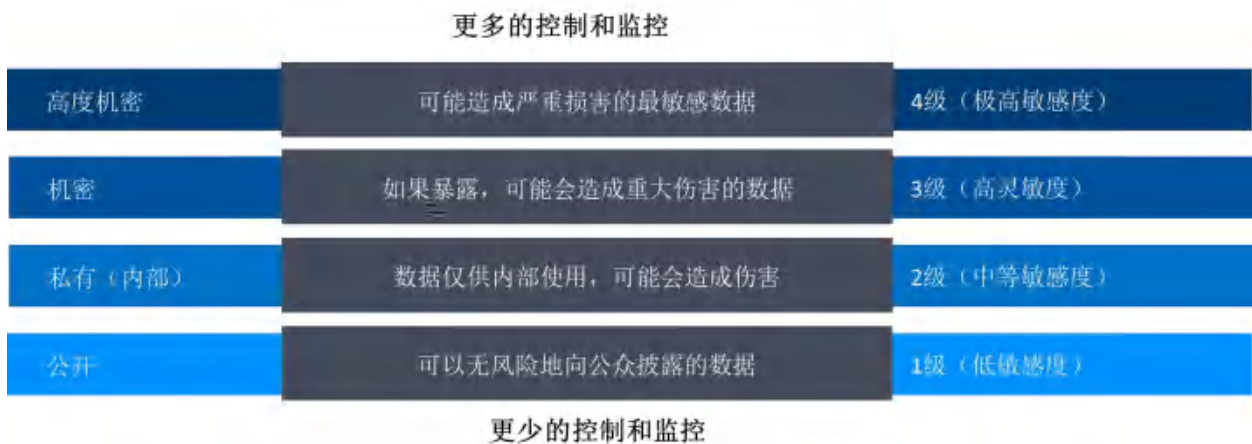 更多的控制和监控
高度机密 可能造成严重损害的最敏感数据 4级（极高敏感度）
机密 如果暴露，可能会造成重大伤害的数据 3级（高灵敏度）
私有（内部） 数据仅供内部使用，可能会造成伤害 2级（中等敏感度）
公开 可以无风险地向公众披露的数据 1级（低敏感度）
更少的控制和监控